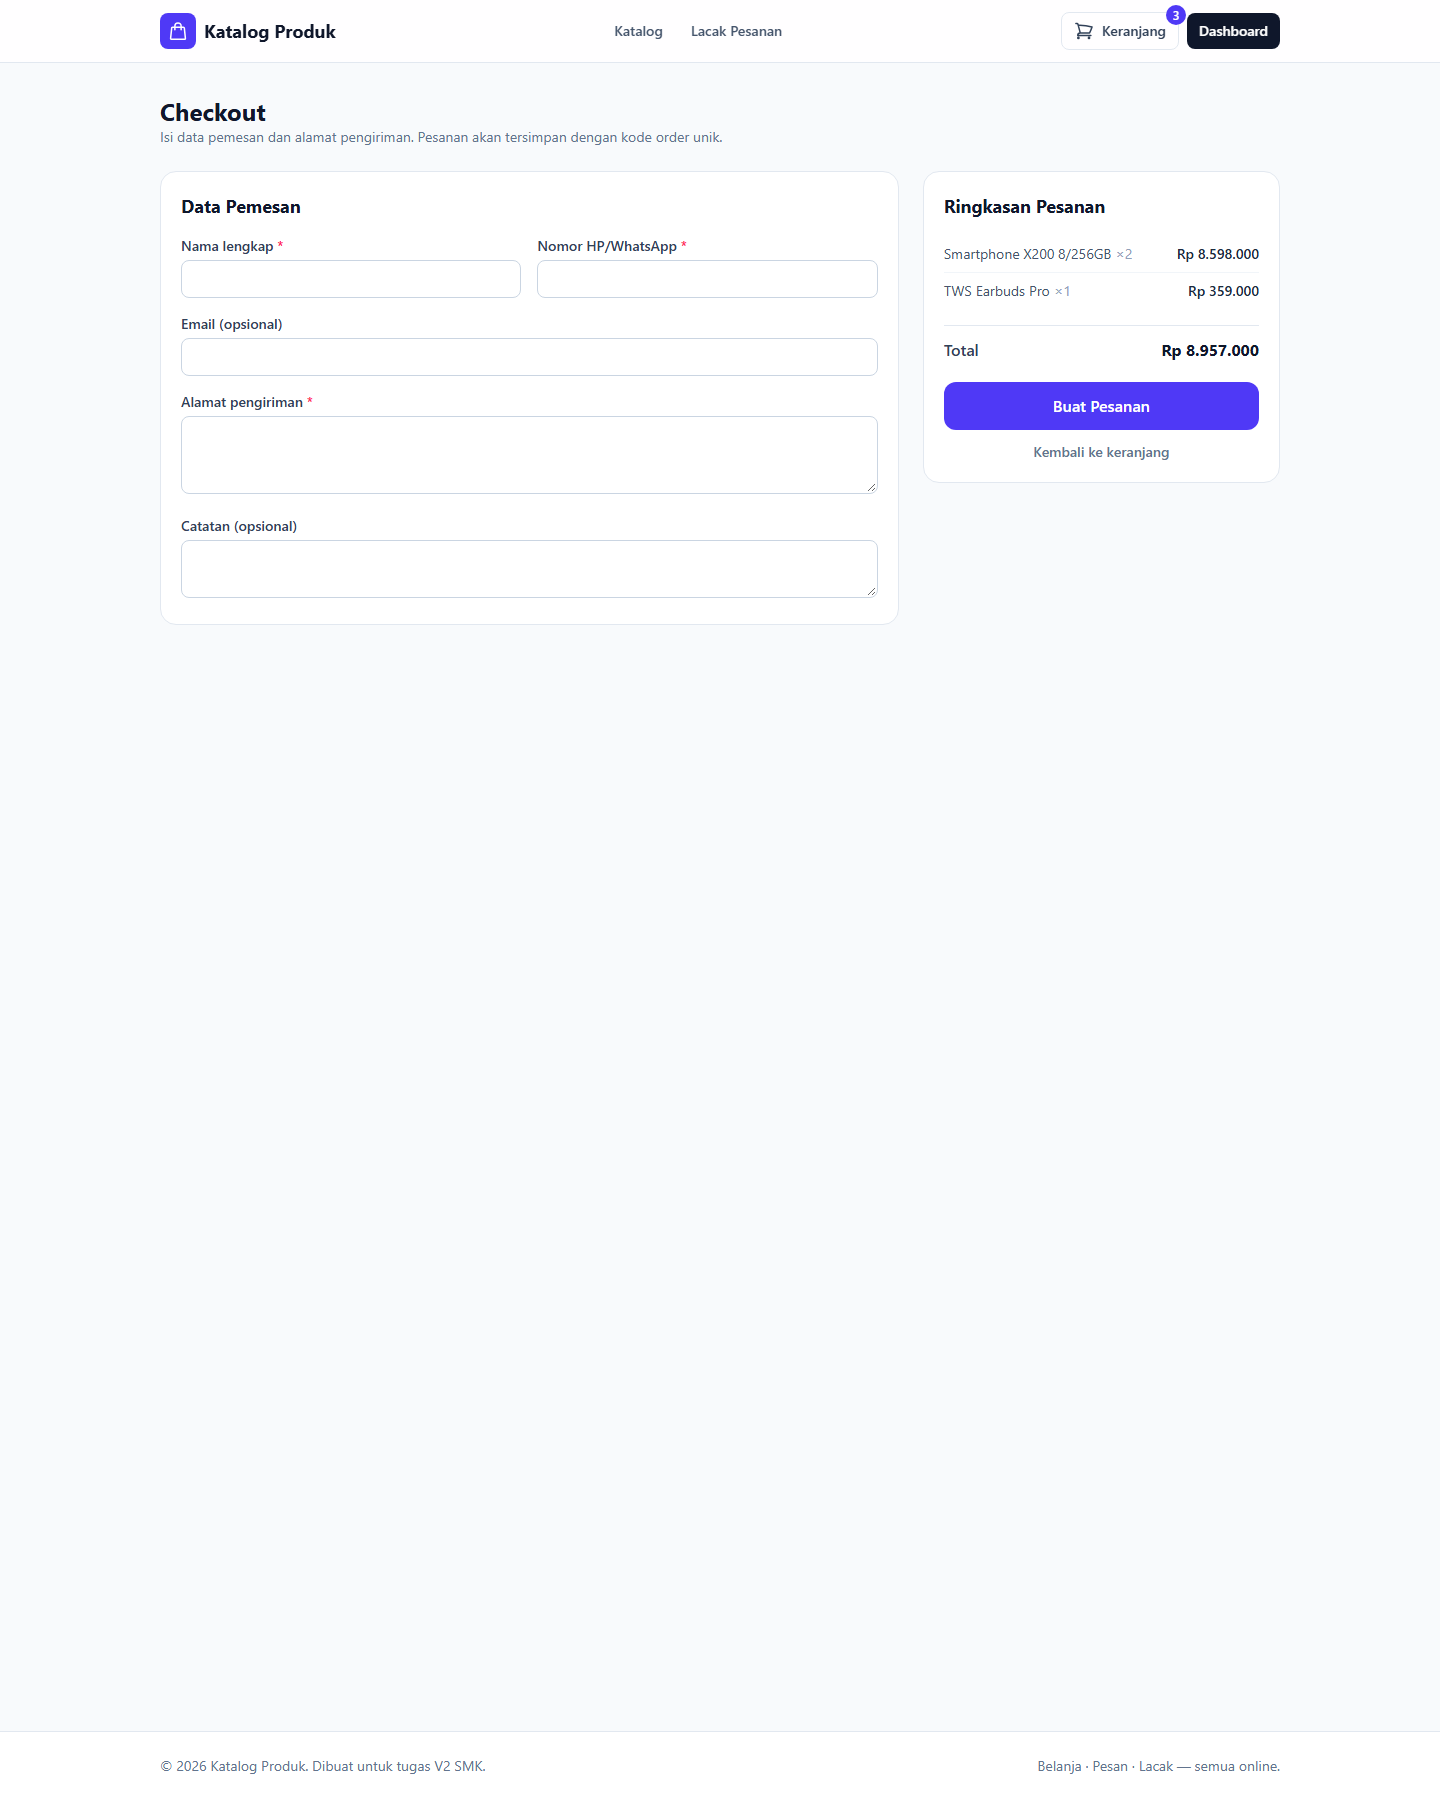 Katalog Produk
Katalog
Lacak Pesanan
Keranjang
3
Dashboard
Checkout
Isi data pemesan dan alamat pengiriman. Pesanan akan tersimpan dengan kode order unik.
Data Pemesan
Nama lengkap *
Nomor HP/WhatsApp *
Email (opsional)
Alamat pengiriman *
Catatan (opsional)
Ringkasan Pesanan
Smartphone X200 8/256GB ×2 Rp 8.598.000
TWS Earbuds Pro ×1 Rp 359.000
Total Rp 8.957.000
Buat Pesanan
Kembali ke keranjang
© 2026 Katalog Produk. Dibuat untuk tugas V2 SMK.
Belanja · Pesan · Lacak — semua online.